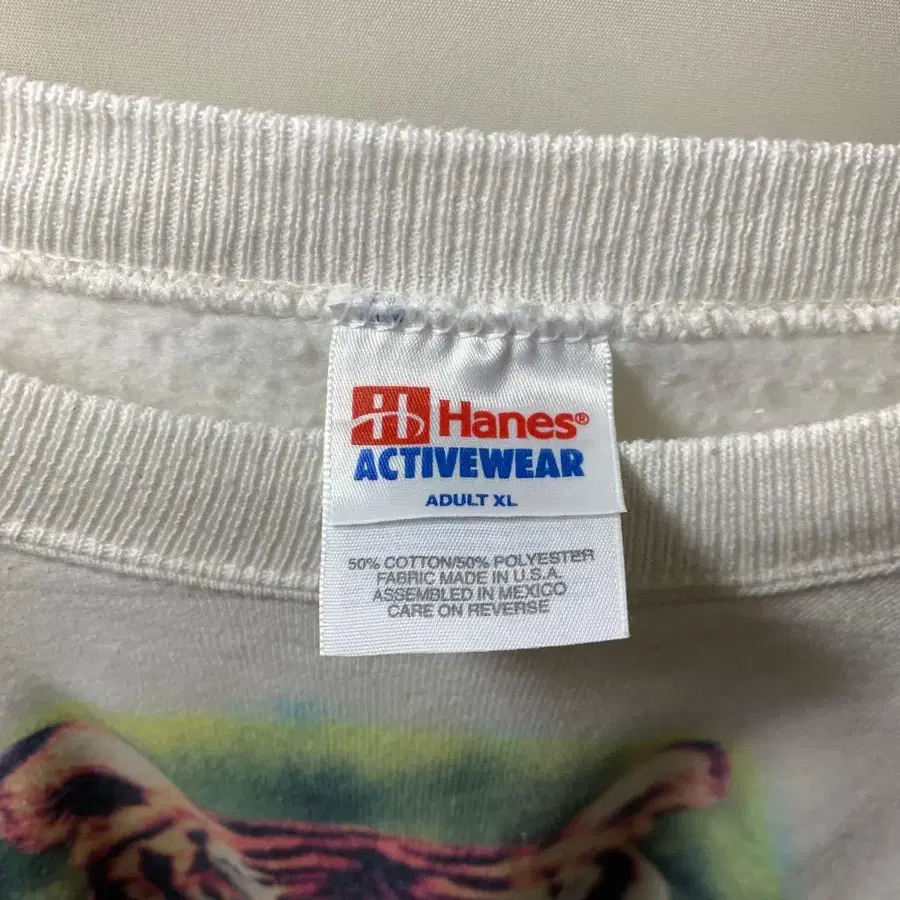 Hanes®
ACTIVEWEAR
ADULT XL
50% COTTON/50% POLYESTER
FABRIC MADE IN U.S.A.
ASSEMBLED IN MEXICO
CARE ON REVERSE